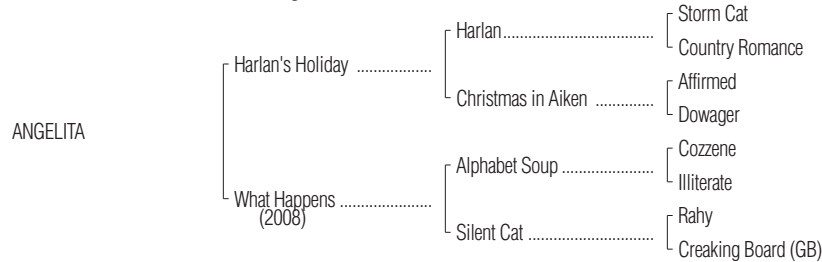 Storm Cat
Harlan......................................
Country Romance
Harlan's Holiday ...................
Affirmed
Christmas in Aiken ..............
Dowager
ANGELITA
Cozzene
Alphabet Soup ......................
Illiterate
What Happens .......................
(2008)
Rahy
Silent Cat ...............................
Creaking Board (GB)